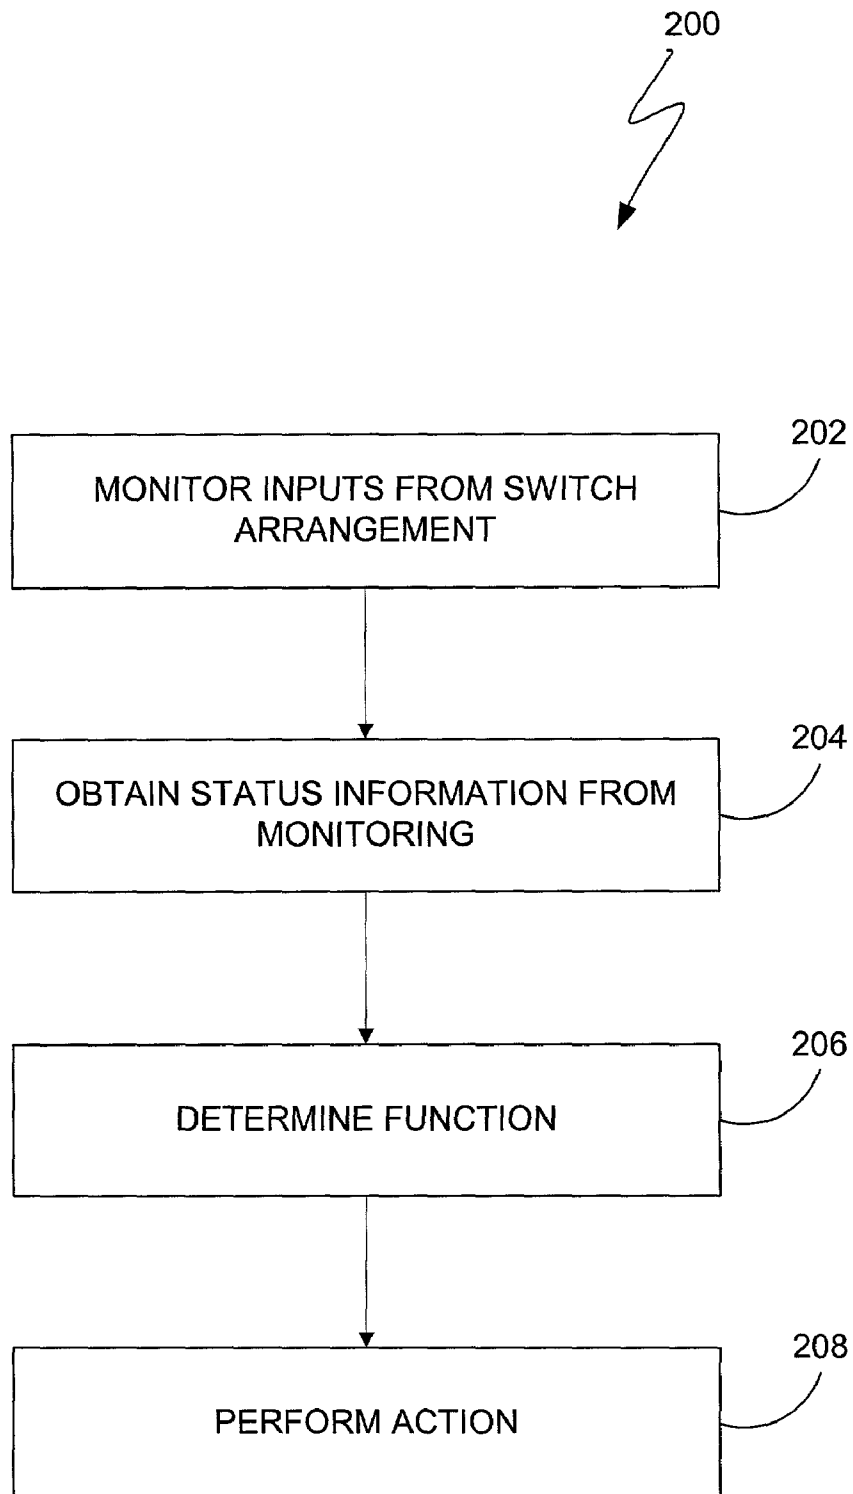 200
202
MONITOR INPUTS FROM SWITCH
ARRANGEMENT
204
OBTAIN STATUS INFORMATION FROM
MONITORING
206
DETERMINE FUNCTION
208
PERFORM ACTION